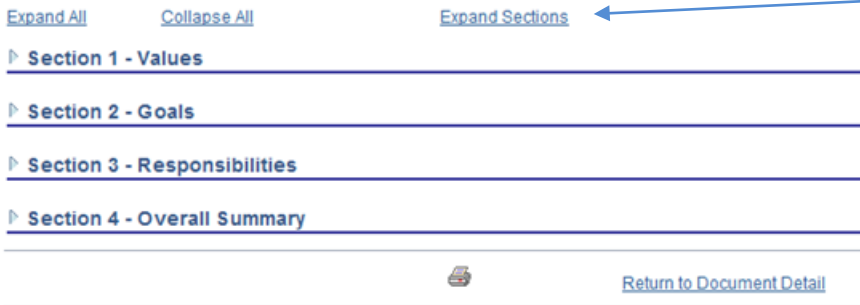 Expand All Collapse All Expand Sections
Section 1 - Values
Section 2 - Goals
Section 3 - Responsibilities
Section 4 - Overall Summary
Return to Document Detail